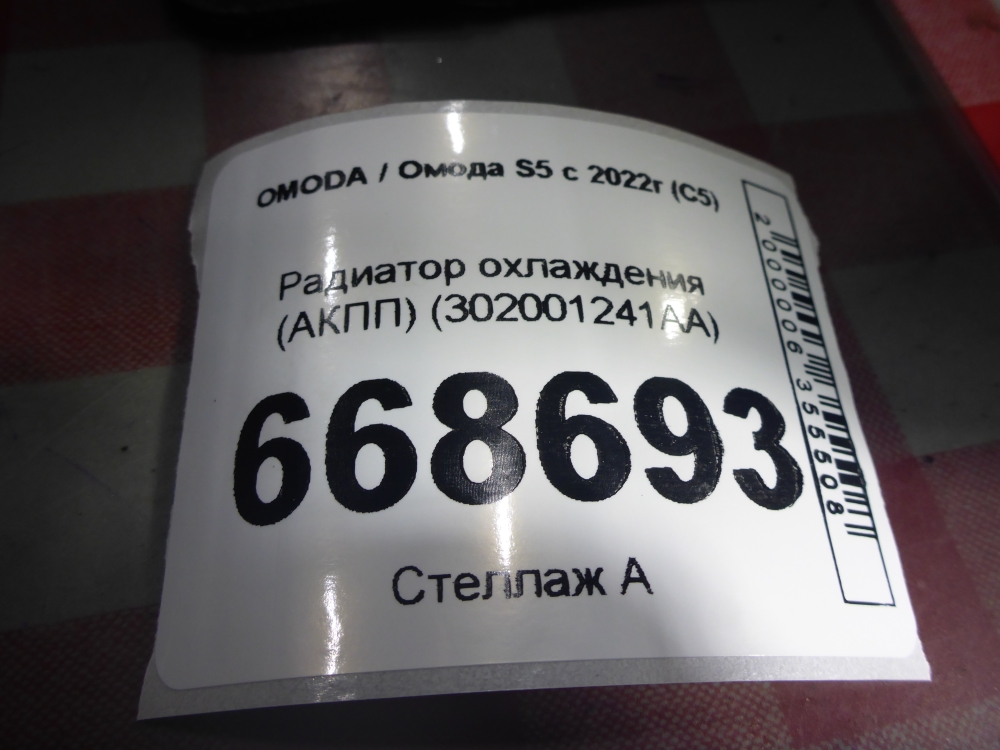 OMODA / Омода S5 с 2022г (C5)
Радиатор охлаждения
(АКПП) (302001241AA)
668693
Стеллаж А
2000006355508